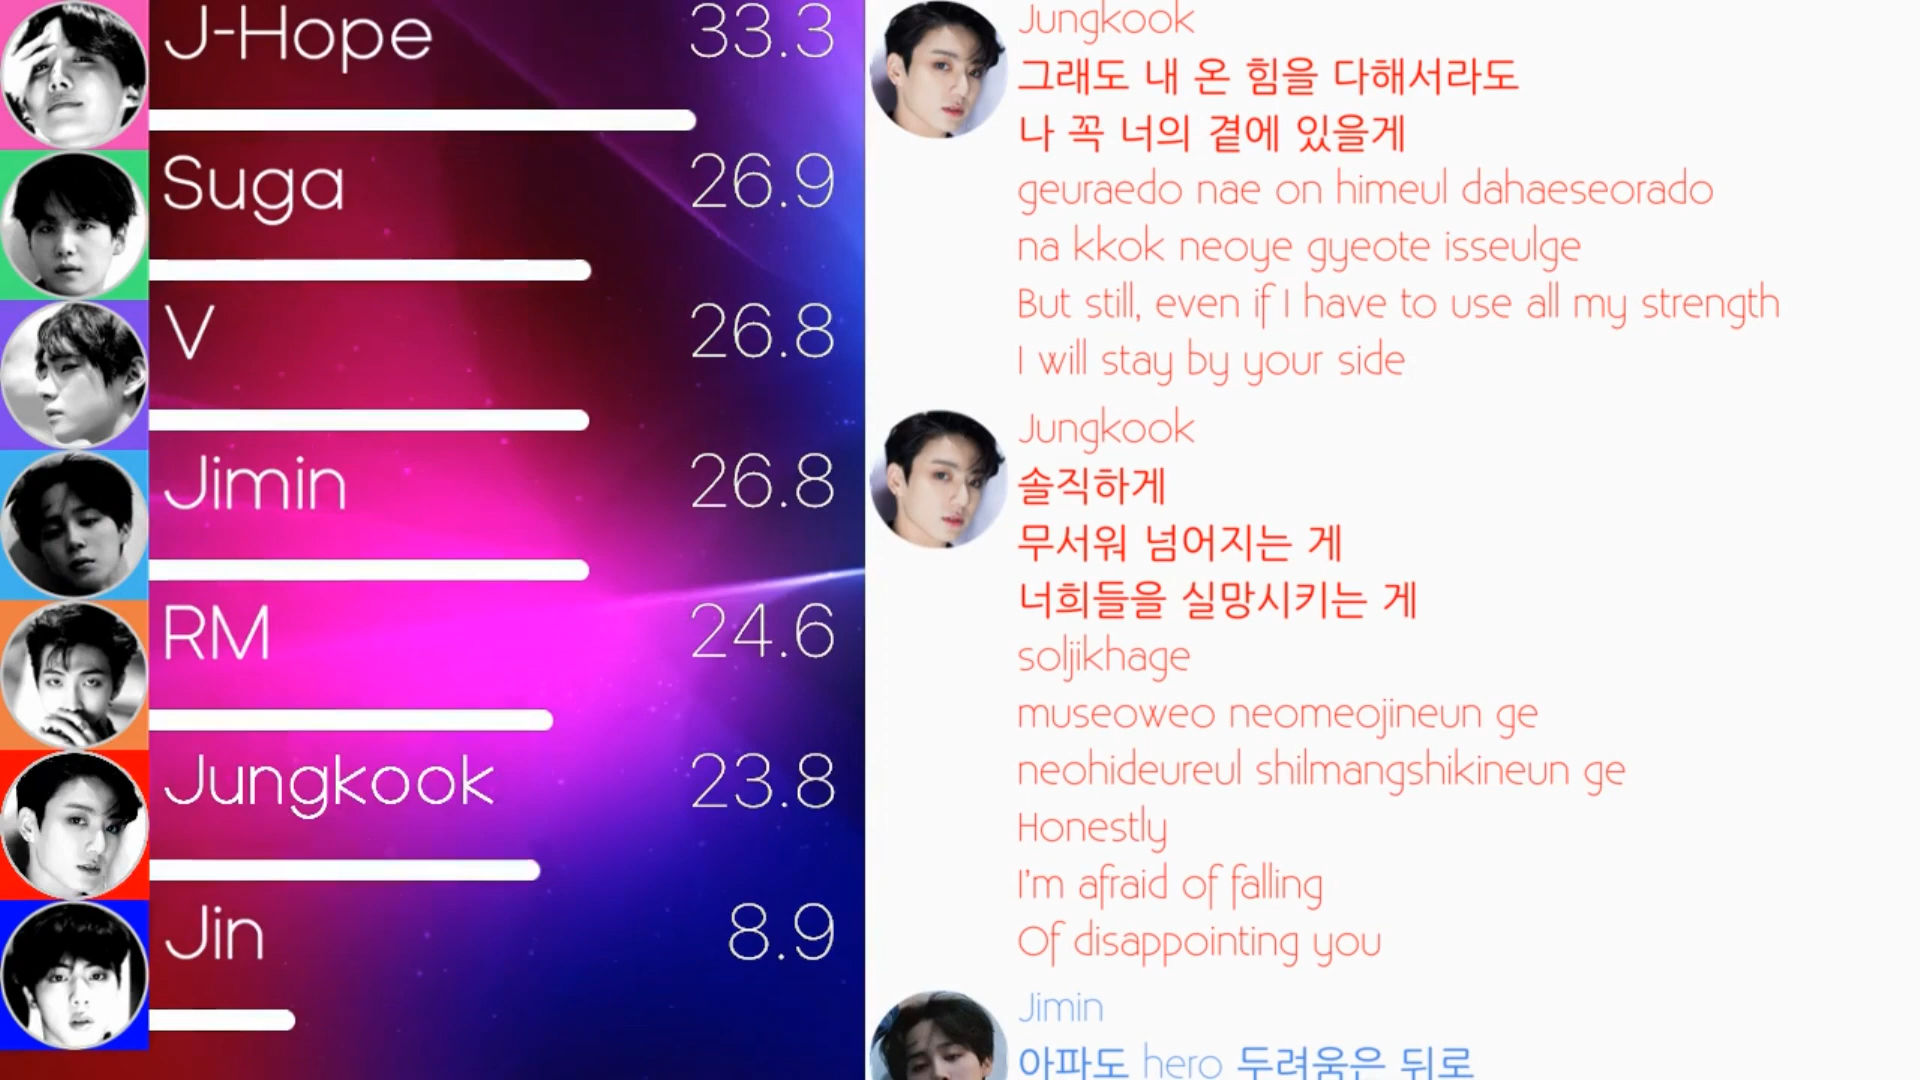 J-Hope 33.3
Suga 26.9
V 26.8
Jimin 26.8
RM 24.6
Jungkook 23.8
Jin 8.9
Jungkook
그래도 내 온 힘을 다해서라도
나 꼭 너의 곁에 있을게
geuraedo nae on himeul dahaeseorado
na kkok neoye gyeote isseulge
But still, even if I have to use all my strength
I will stay by your side
Jungkook
솔직하게
무서워 넘어지는 게
너희들을 실망시키는 게
soljikhage
museoweo neomeojineun ge
neohideureul shilmangshikineun ge
Honestly
I'm afraid of falling
Of disappointing you
Jimin
아파도 hero 두려움은 뒤로